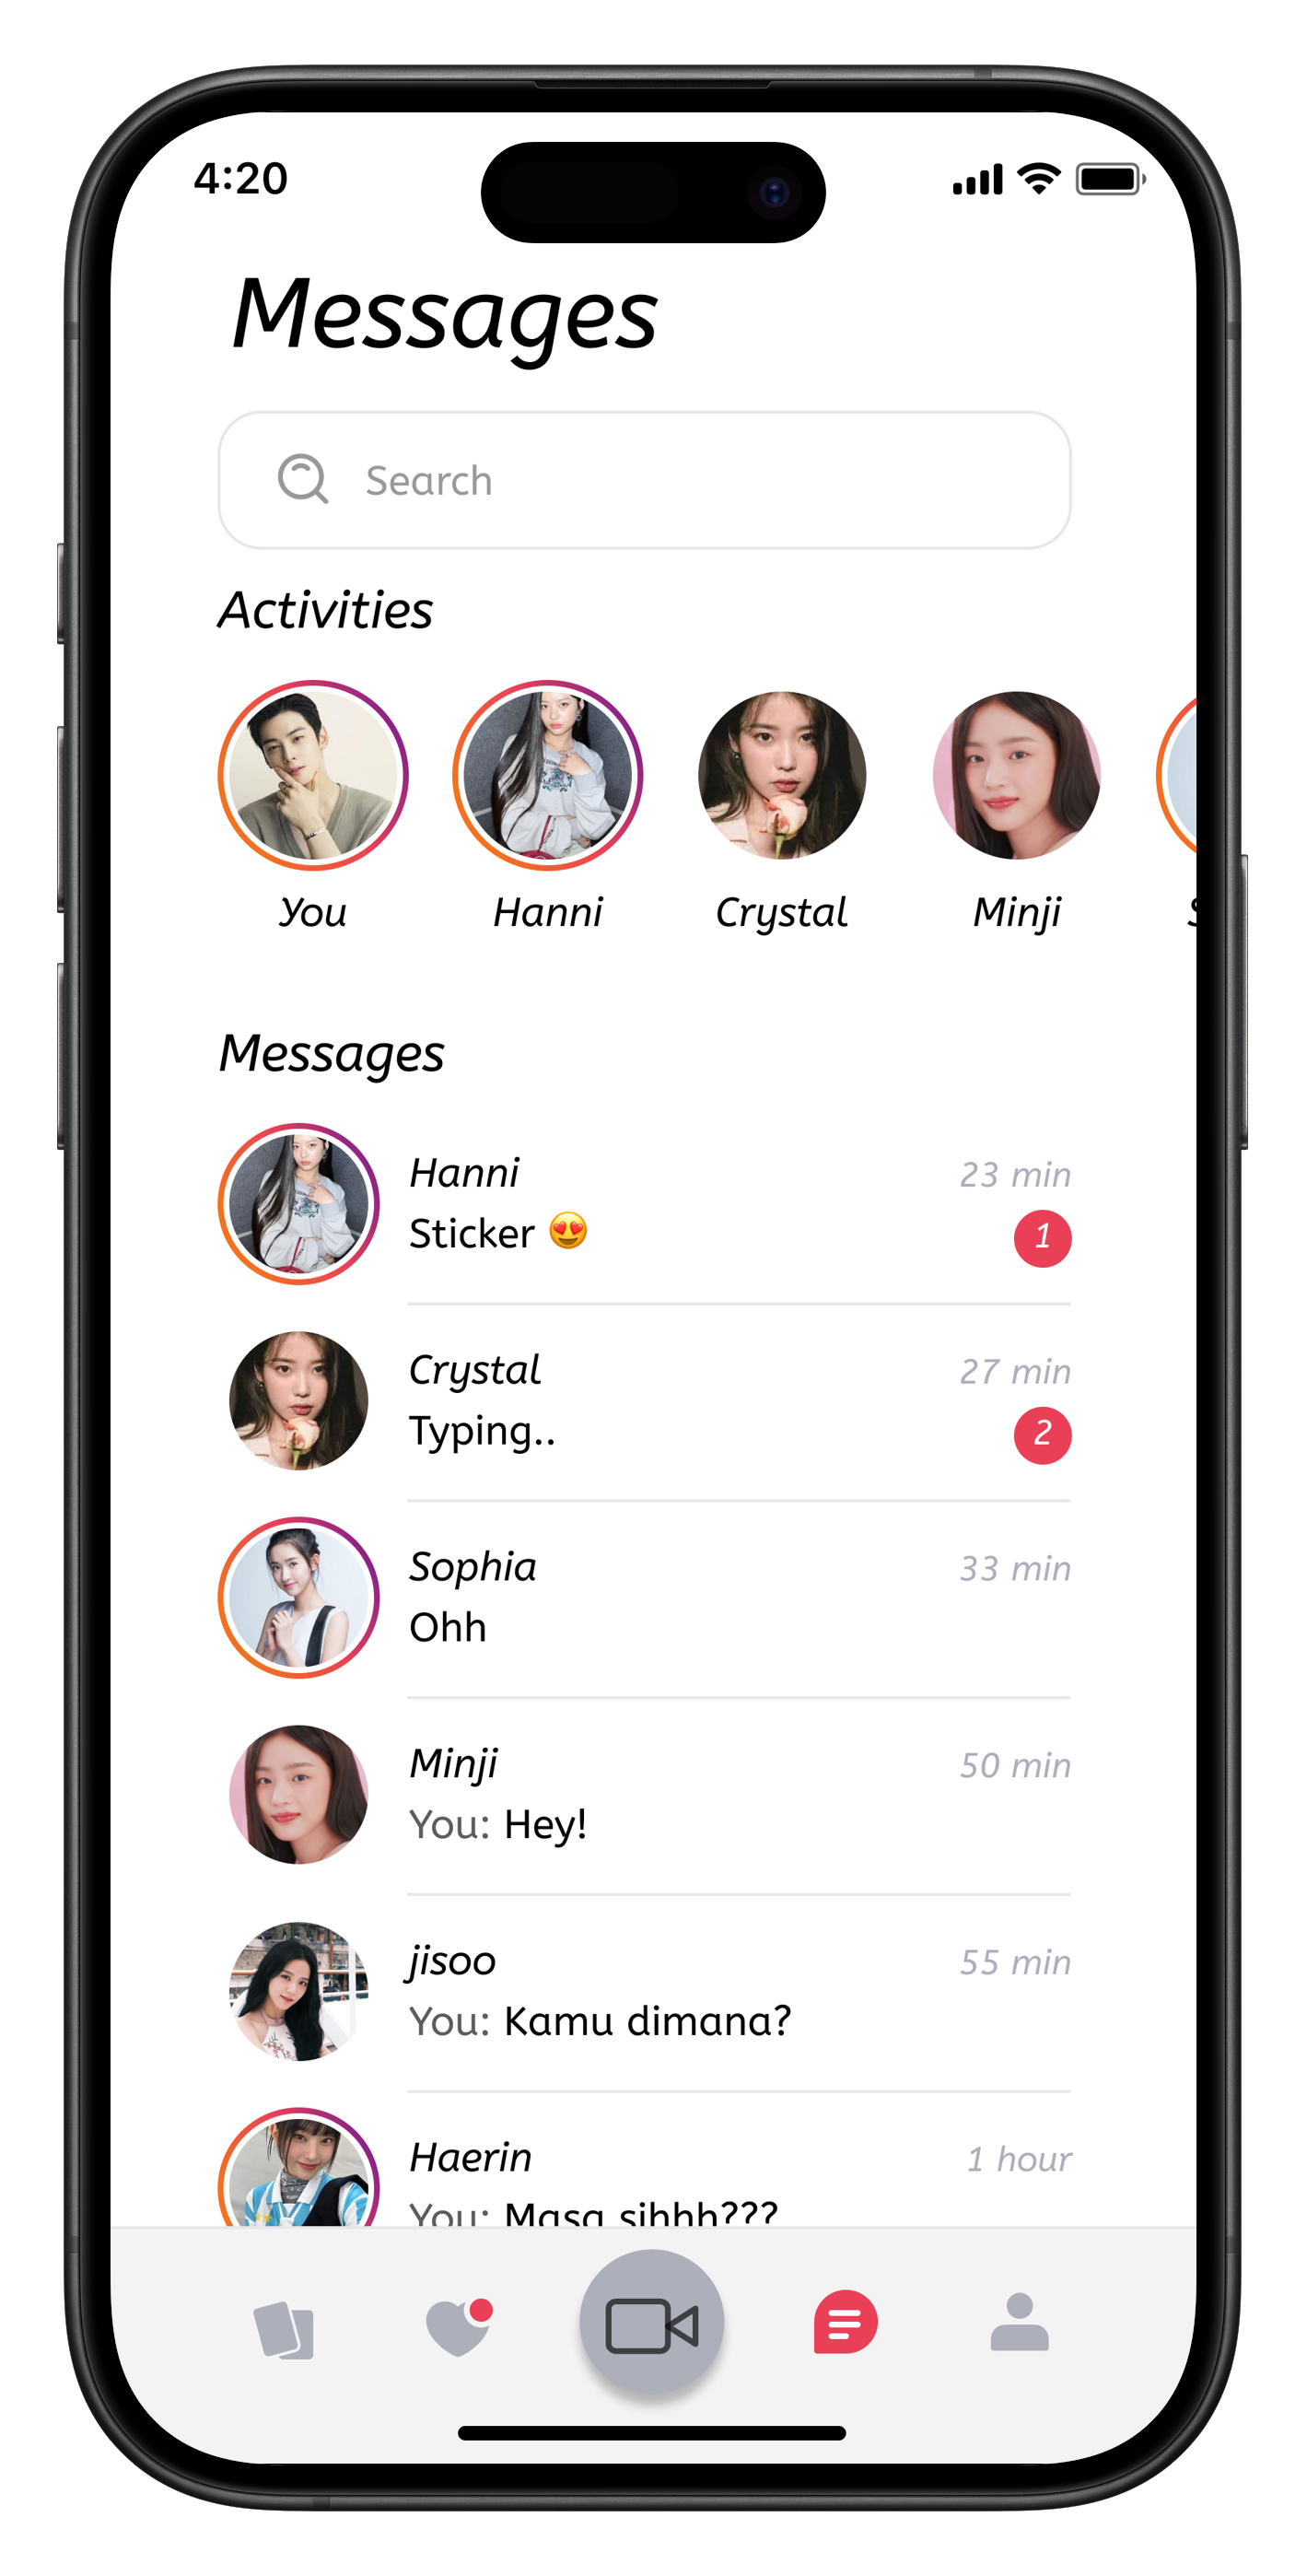 4:20
Messages
Search
Activities
You Hanni Crystal Minji S
Messages
Hanni 23 min
Sticker 😍 1
Crystal 27 min
Typing.. 2
Sophia 33 min
Ohh
Minji 50 min
You: Hey!
jisoo 55 min
You: Kamu dimana?
Haerin 1 hour
You: Masa sihhh???